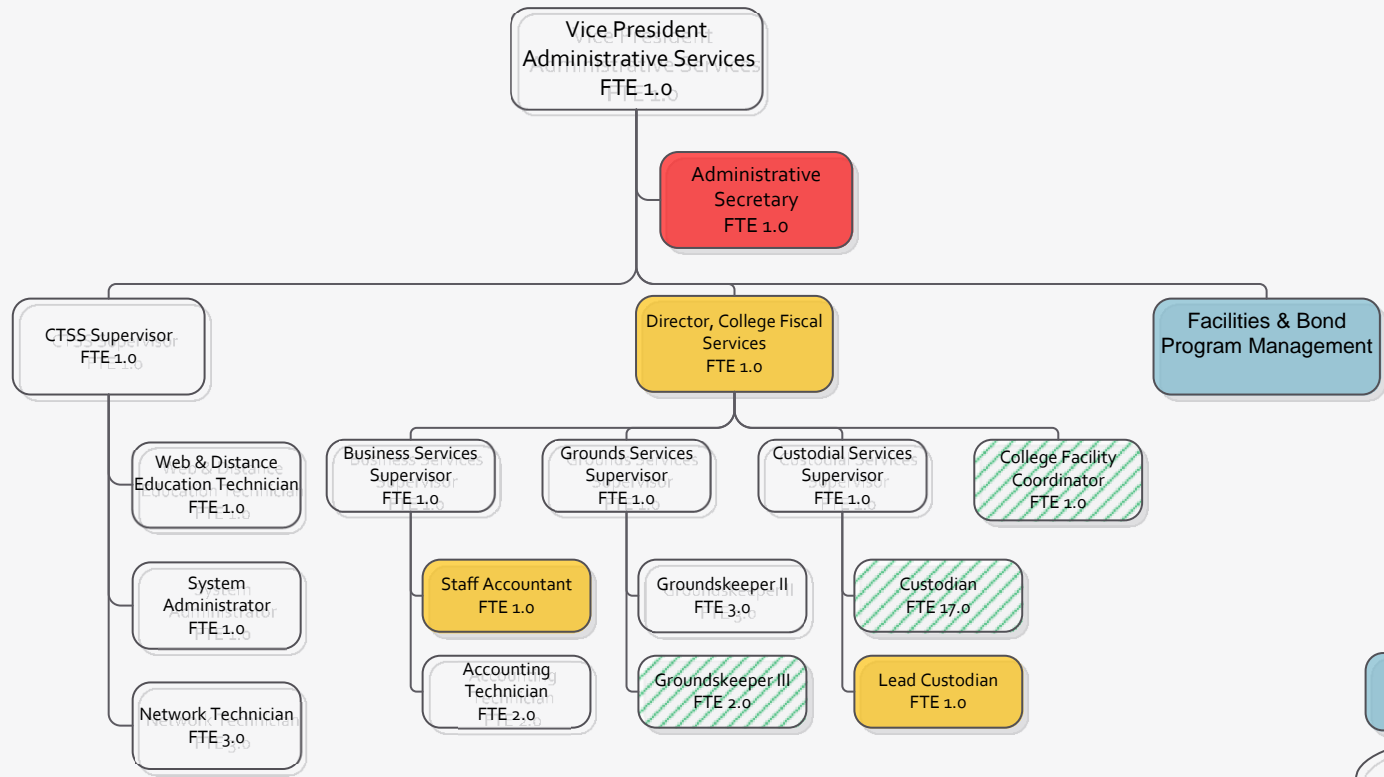 Vice President
Administrative Services
FTE 1.0
Administrative
Secretary
FTE 1.0
CTSS Supervisor
FTE 1.0
Director, College Fiscal
Services
FTE 1.0
Facilities & Bond
Program Management
Web & Distance
Education Technician
FTE 1.0
System
Administrator
FTE 1.0
Network Technician
FTE 3.0
Business Services
Supervisor
FTE 1.0
Staff Accountant
FTE 1.0
Accounting
Technician
FTE 2.0
Grounds Services
Supervisor
FTE 1.0
Groundskeeper II
FTE 3.0
Groundskeeper III
FTE 2.0
Custodial Services
Supervisor
FTE 1.0
Custodian
FTE 17.0
Lead Custodian
FTE 1.0
College Facility
Coordinator
FTE 1.0